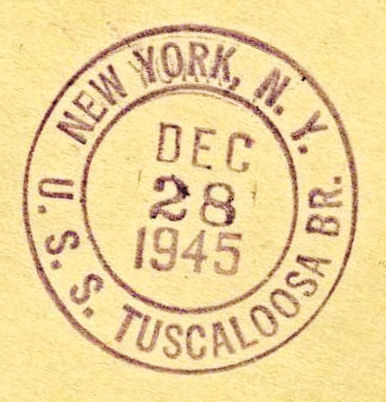 NEW YORK, N. Y.
DEC
28
1945
U. S. S. TUSCALOOSA BR.